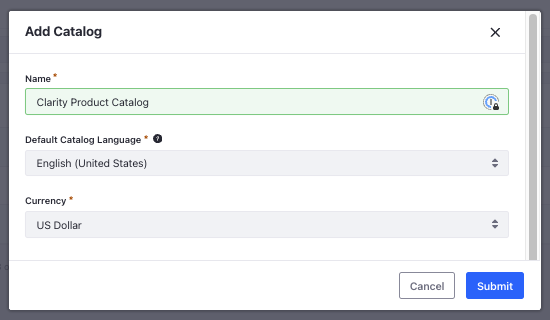 Add Catalog
Name *
Clarity Product Catalog
Default Catalog Language * ?
English (United States)
Currency *
US Dollar
Cancel
Submit